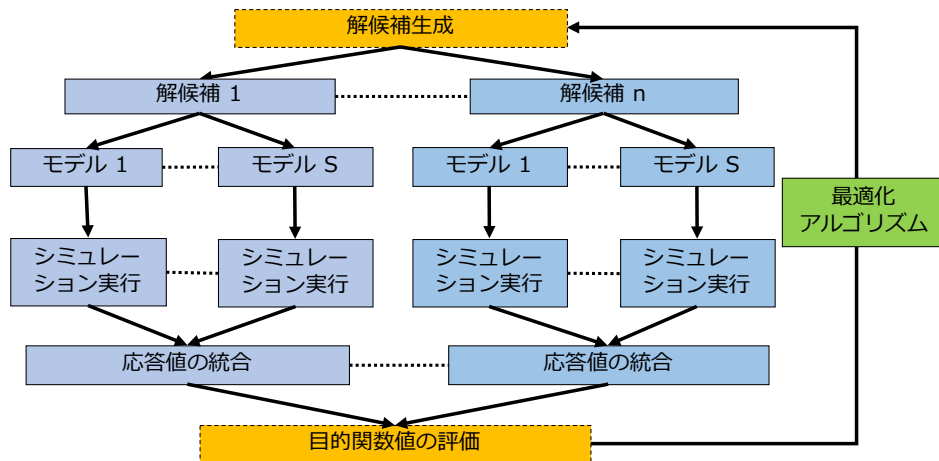 解候補生成
解候補 1
解候補 n
モデル 1
モデル S
モデル 1
モデル S
最適化
アルゴリズム
シミュレー
ション実行
シミュレー
ション実行
シミュレー
ション実行
シミュレー
ション実行
応答値の統合
応答値の統合
目的関数値の評価